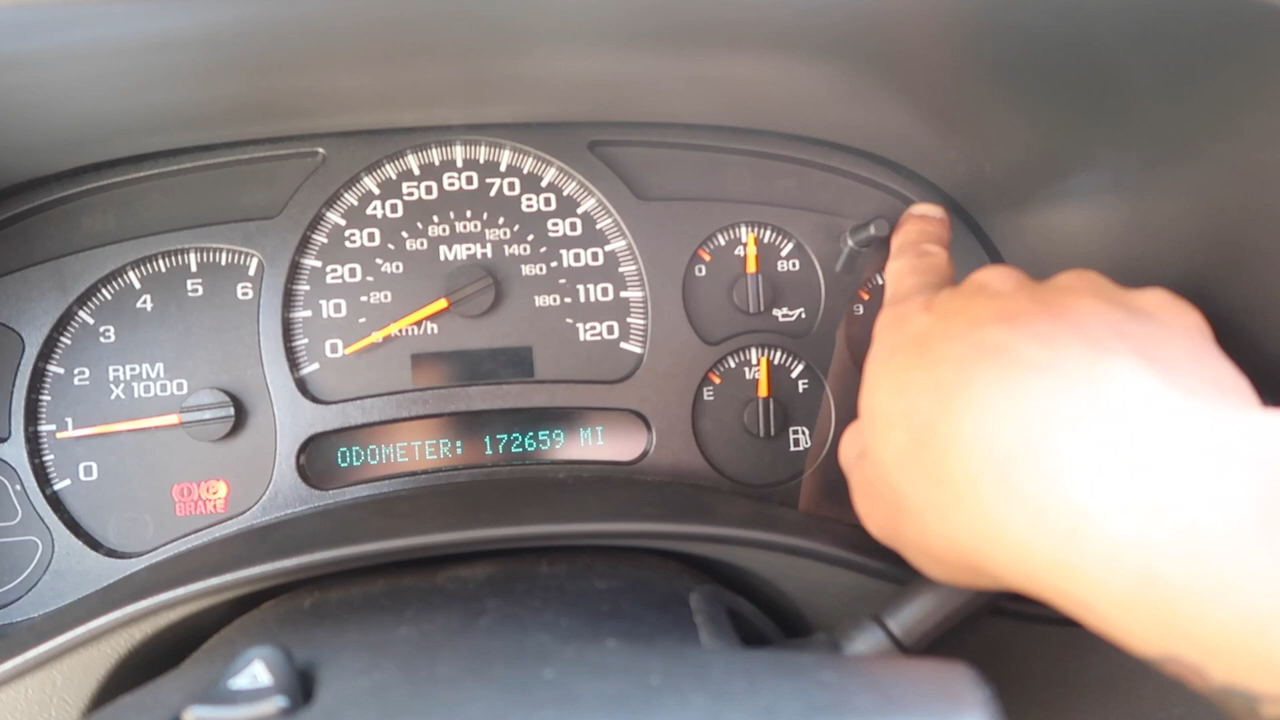 0 1 2 3 4 5 6
RPM
X 1000
BRAKE
0 10 20 30 40 50 60 70 80 90 100 110 120
20 40 60 80 100 120 140 160 180
MPH
km/h
ODOMETER: 172659 MI
0 40 80
E 1/2 F
9